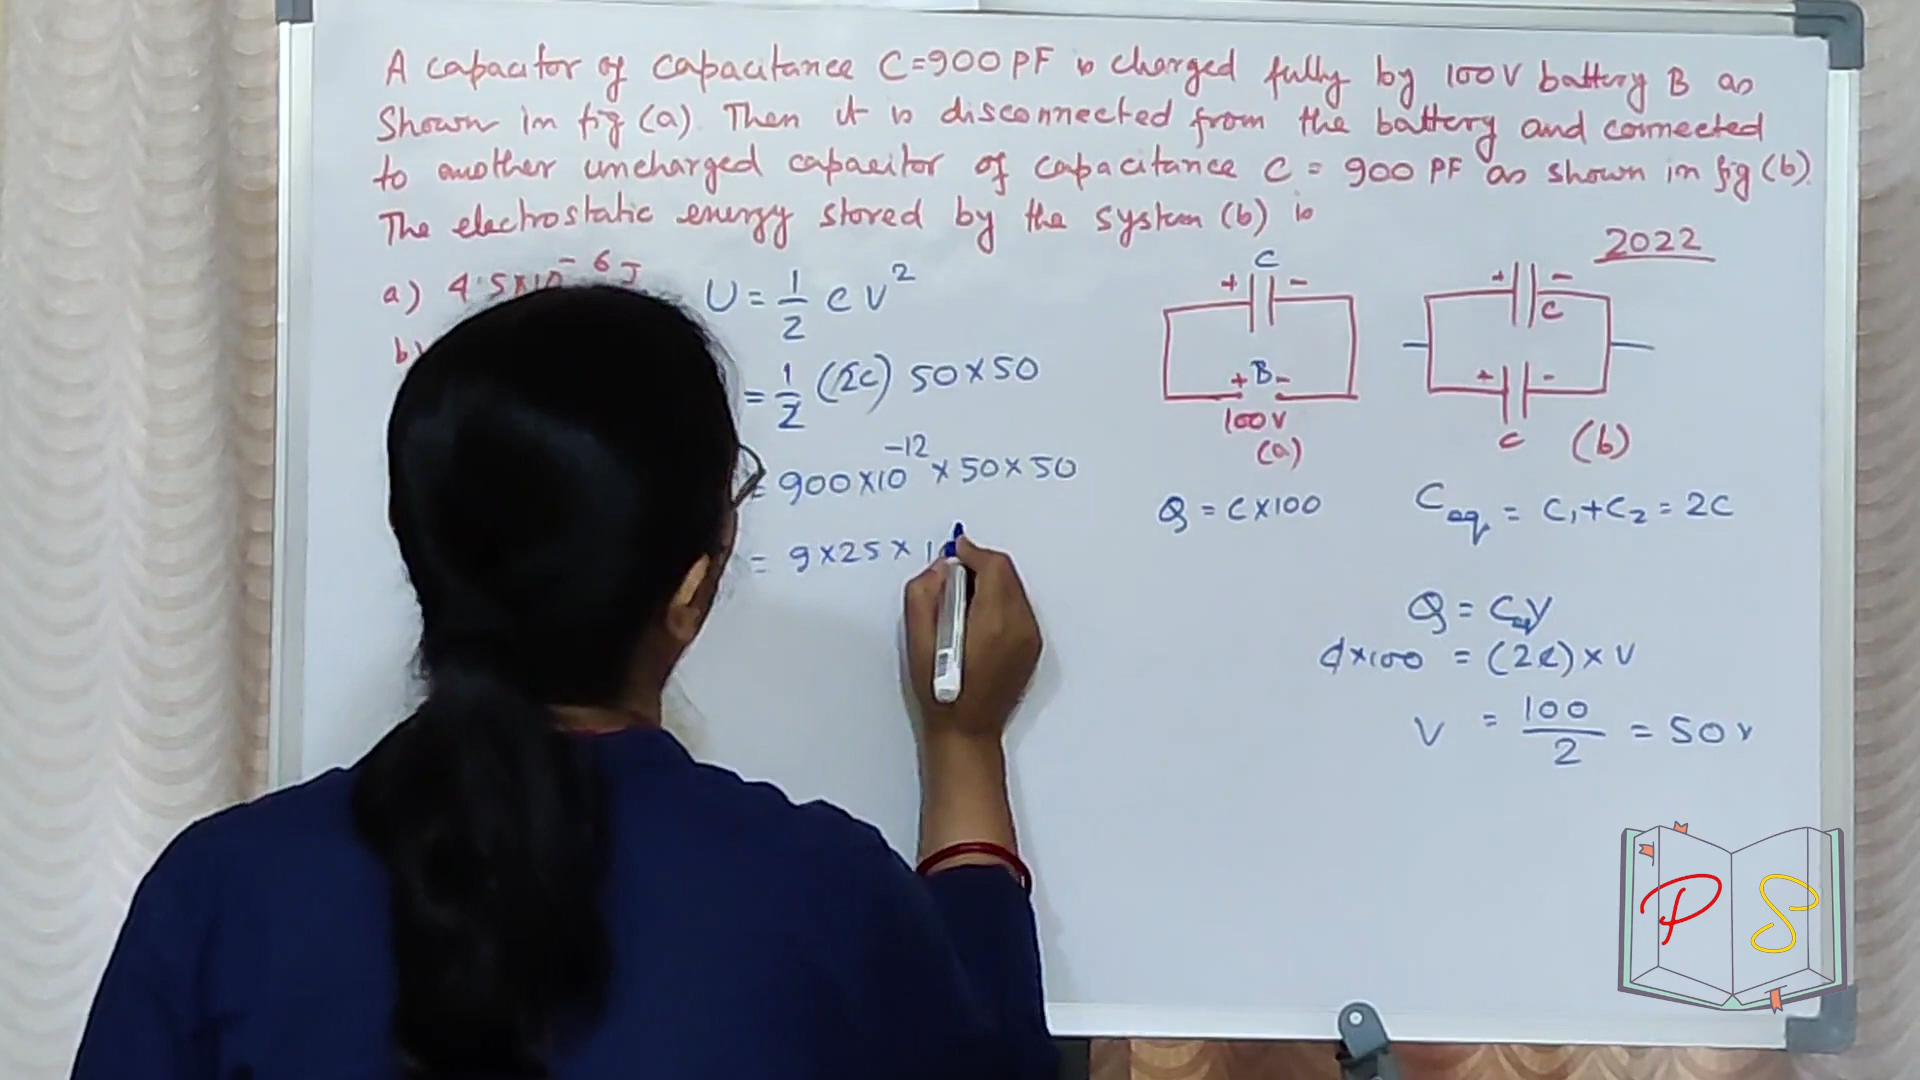 A capacitor of capacitance C=900 PF is charged fully by 100V battery B as
Shown in fig (a). Then it is disconnected from the battery and connected
to another uncharged capacitor of capacitance C = 900 PF as shown in fig (b).
The electrostatic energy stored by the system (b) is
2022
a) 4.5×10⁻⁶ J
b)
U = 1/2 C V²
= 1/2 (2C) 50×50
= 900×10⁻¹² ×50×50
= 9×25×
C
+ -
+ B -
100V
(a)
+ -
C
+ -
C
(b)
Q = C×100
Ceq = C₁+C₂ = 2C
Q = CeqV
C×100 = (2C)×V
V = 100/2 = 50V
P S